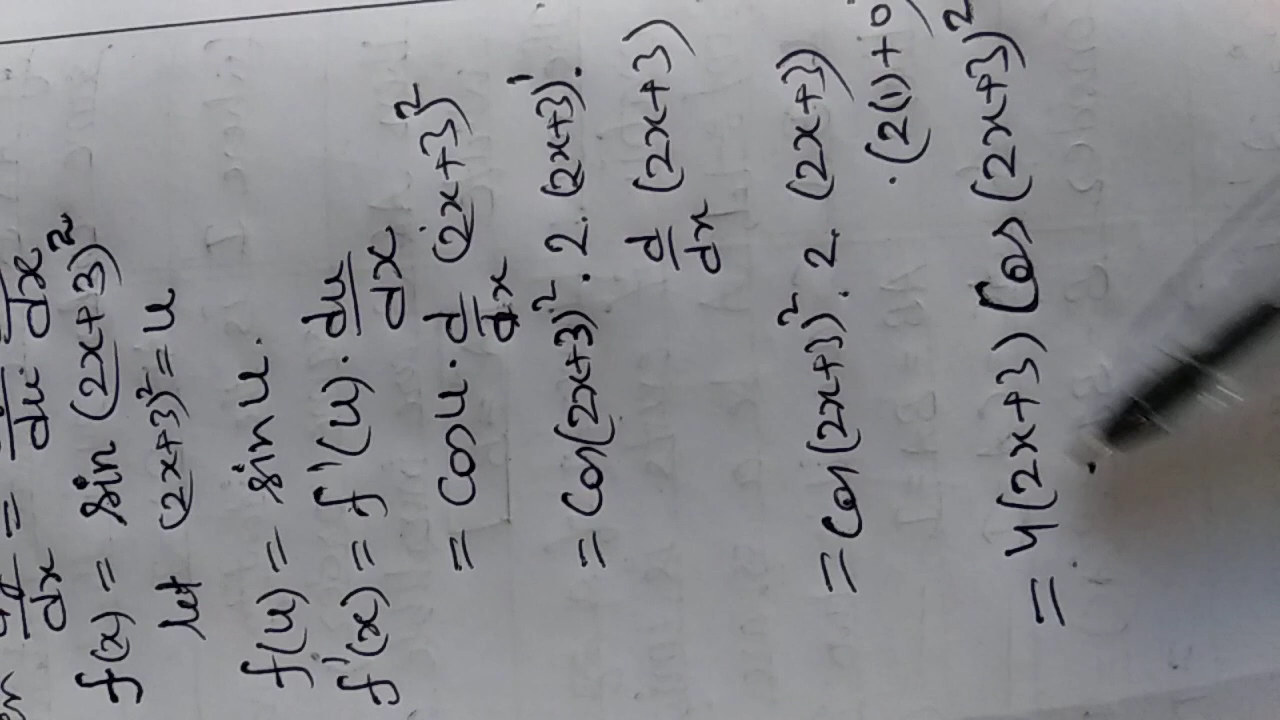 dy/dx = du dx
f(x) = sin (2x+3)²
let (2x+3)² = u
f(u) = sin u.
f'(x) = f'(u) · du/dx
= cos u · d/dx (2x+3)²
= cos(2x+3)² · 2 · (2x+3)¹ ·
d/dx (2x+3)
= cos(2x+3)² · 2 · (2x+3)
· (2(1)+0)
= 4(2x+3) Cos (2x+3)²